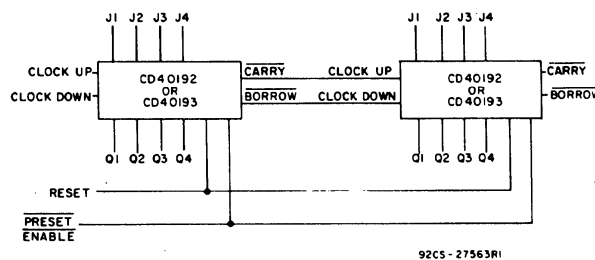 J1 J2 J3 J4 J1 J2 J3 J4
CLOCK UP CARRY CLOCK UP CARRY
CD40192 OR CD40193 CD40192 OR CD40193
CLOCK DOWN BORROW CLOCK DOWN BORROW
Q1 Q2 Q3 Q4 Q1 Q2 Q3 Q4
RESET
PRESET
ENABLE
92CS-27563R1